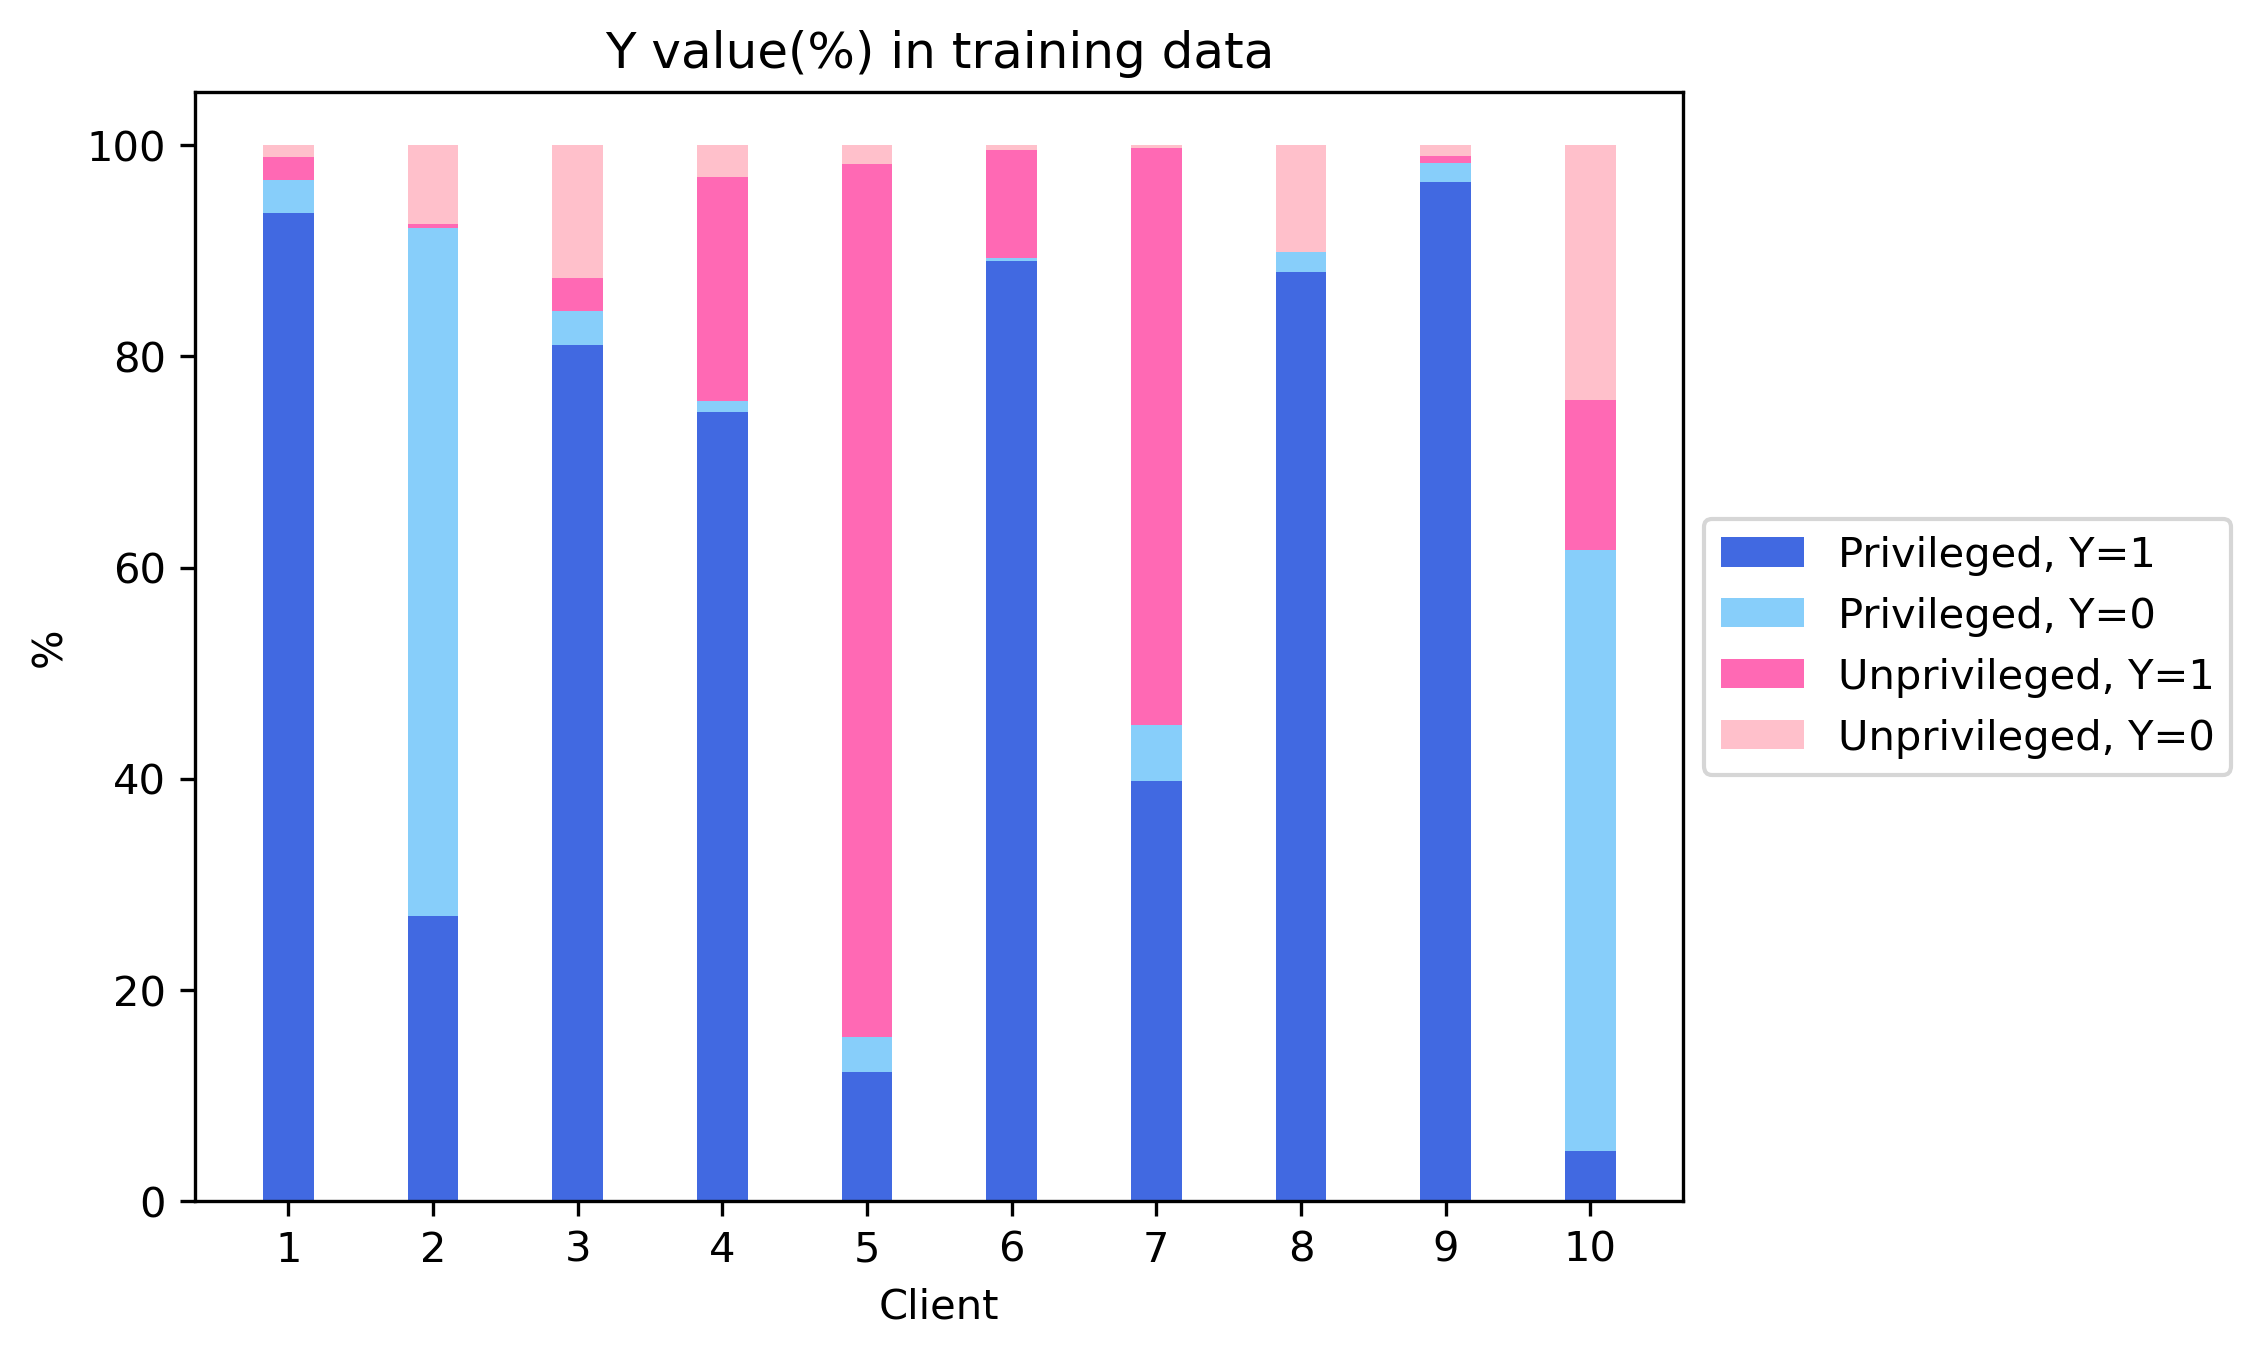 Y value(%) in training data
100
80
60
40
20
0
%
1 2 3 4 5 6 7 8 9 10
Client
Privileged, Y=1
Privileged, Y=0
Unprivileged, Y=1
Unprivileged, Y=0